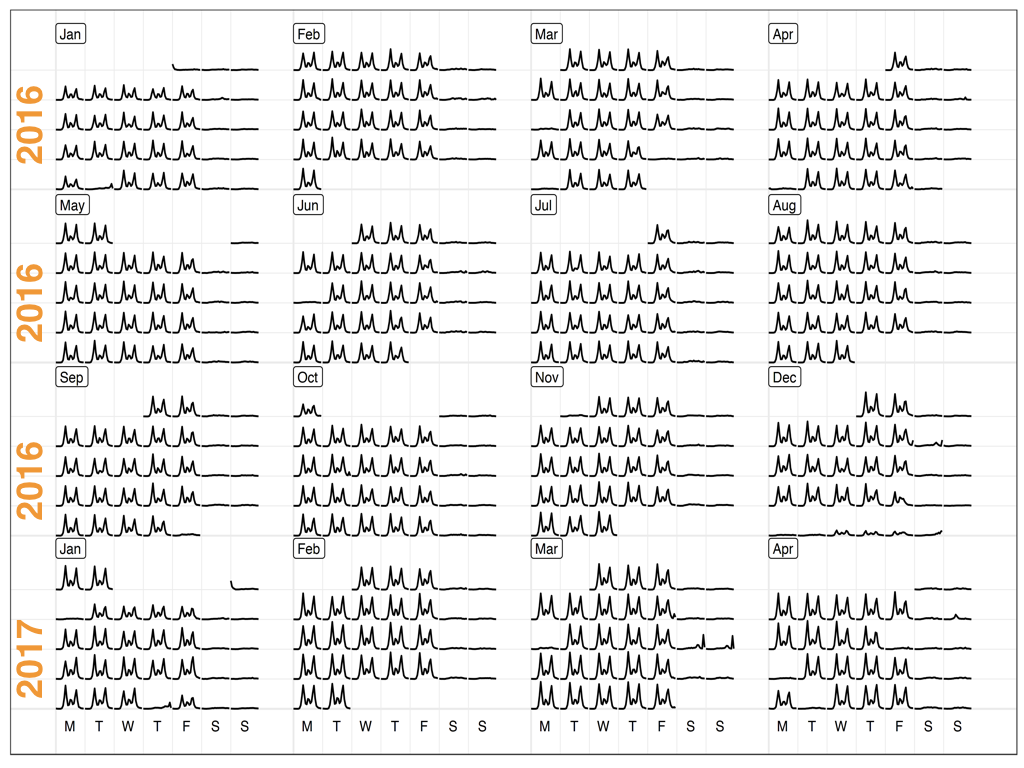 Jan Feb Mar Apr
2016
May Jun Jul Aug
2016
Sep Oct Nov Dec
2016
Jan Feb Mar Apr
2017
M T W T F S S M T W T F S S M T W T F S S M T W T F S S